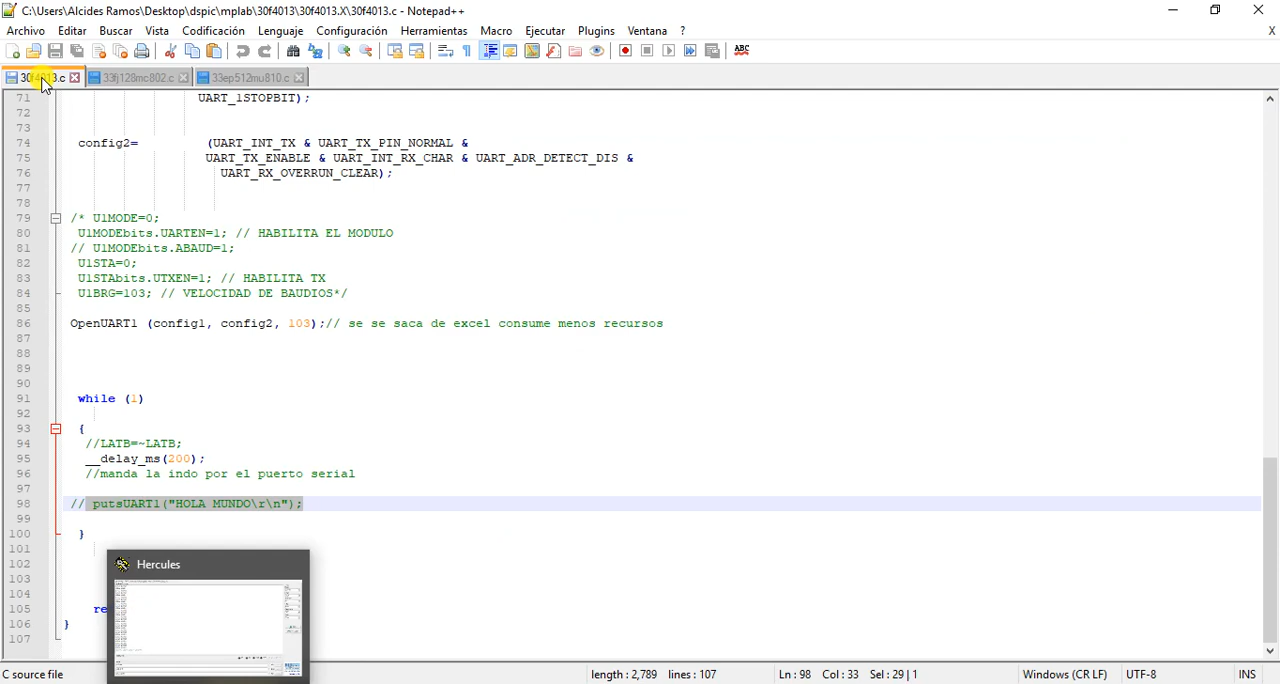 C:\Users\Alcides Ramos\Desktop\dspic\mplab\30f4013\30f4013.X\30f4013.c - Notepad++
Archivo Editar Buscar Vista Codificación Lenguaje Configuración Herramientas Macro Ejecutar Plugins Ventana ? X
ABC
30f4013.c 33fj128mc802.c 33ep512mu810.c
71 UART_1STOPBIT);
72
73
74 config2= (UART_INT_TX & UART_TX_PIN_NORMAL &
75 UART_TX_ENABLE & UART_INT_RX_CHAR & UART_ADR_DETECT_DIS &
76 UART_RX_OVERRUN_CLEAR);
77
78
79 /* U1MODE=0;
80 U1MODEbits.UARTEN=1; // HABILITA EL MODULO
81 // U1MODEbits.ABAUD=1;
82 U1STA=0;
83 U1STAbits.UTXEN=1; // HABILITA TX
84 U1BRG=103; // VELOCIDAD DE BAUDIOS*/
85
86 OpenUART1 (config1, config2, 103);// se se saca de excel consume menos recursos
87
88
89
90
91 while (1)
92
93 {
94 //LATB=~LATB;
95 __delay_ms(200);
96 //manda la indo por el puerto serial
97
98 // putsUART1("HOLA MUNDO\r\n");
99
100 }
101
102
103
104
105 re
106 }
107
Hercules
C source file length : 2,789 lines : 107 Ln : 98 Col : 33 Sel : 29 | 1 Windows (CR LF) UTF-8 INS